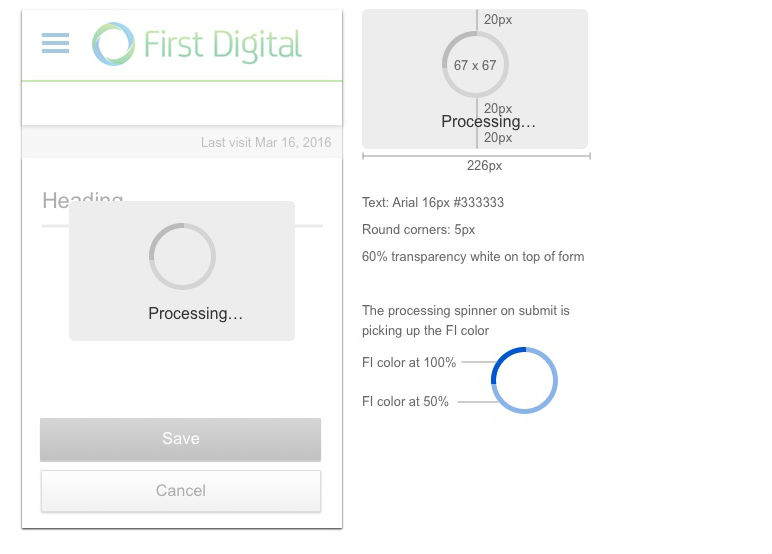 First Digital
Last visit Mar 16, 2016
Heading
Processing…
Save
Cancel
20px
67 x 67
20px
Processing…
20px
226px
Text: Arial 16px #333333
Round corners: 5px
60% transparency white on top of form
The processing spinner on submit is
picking up the FI color
FI color at 100%
FI color at 50%